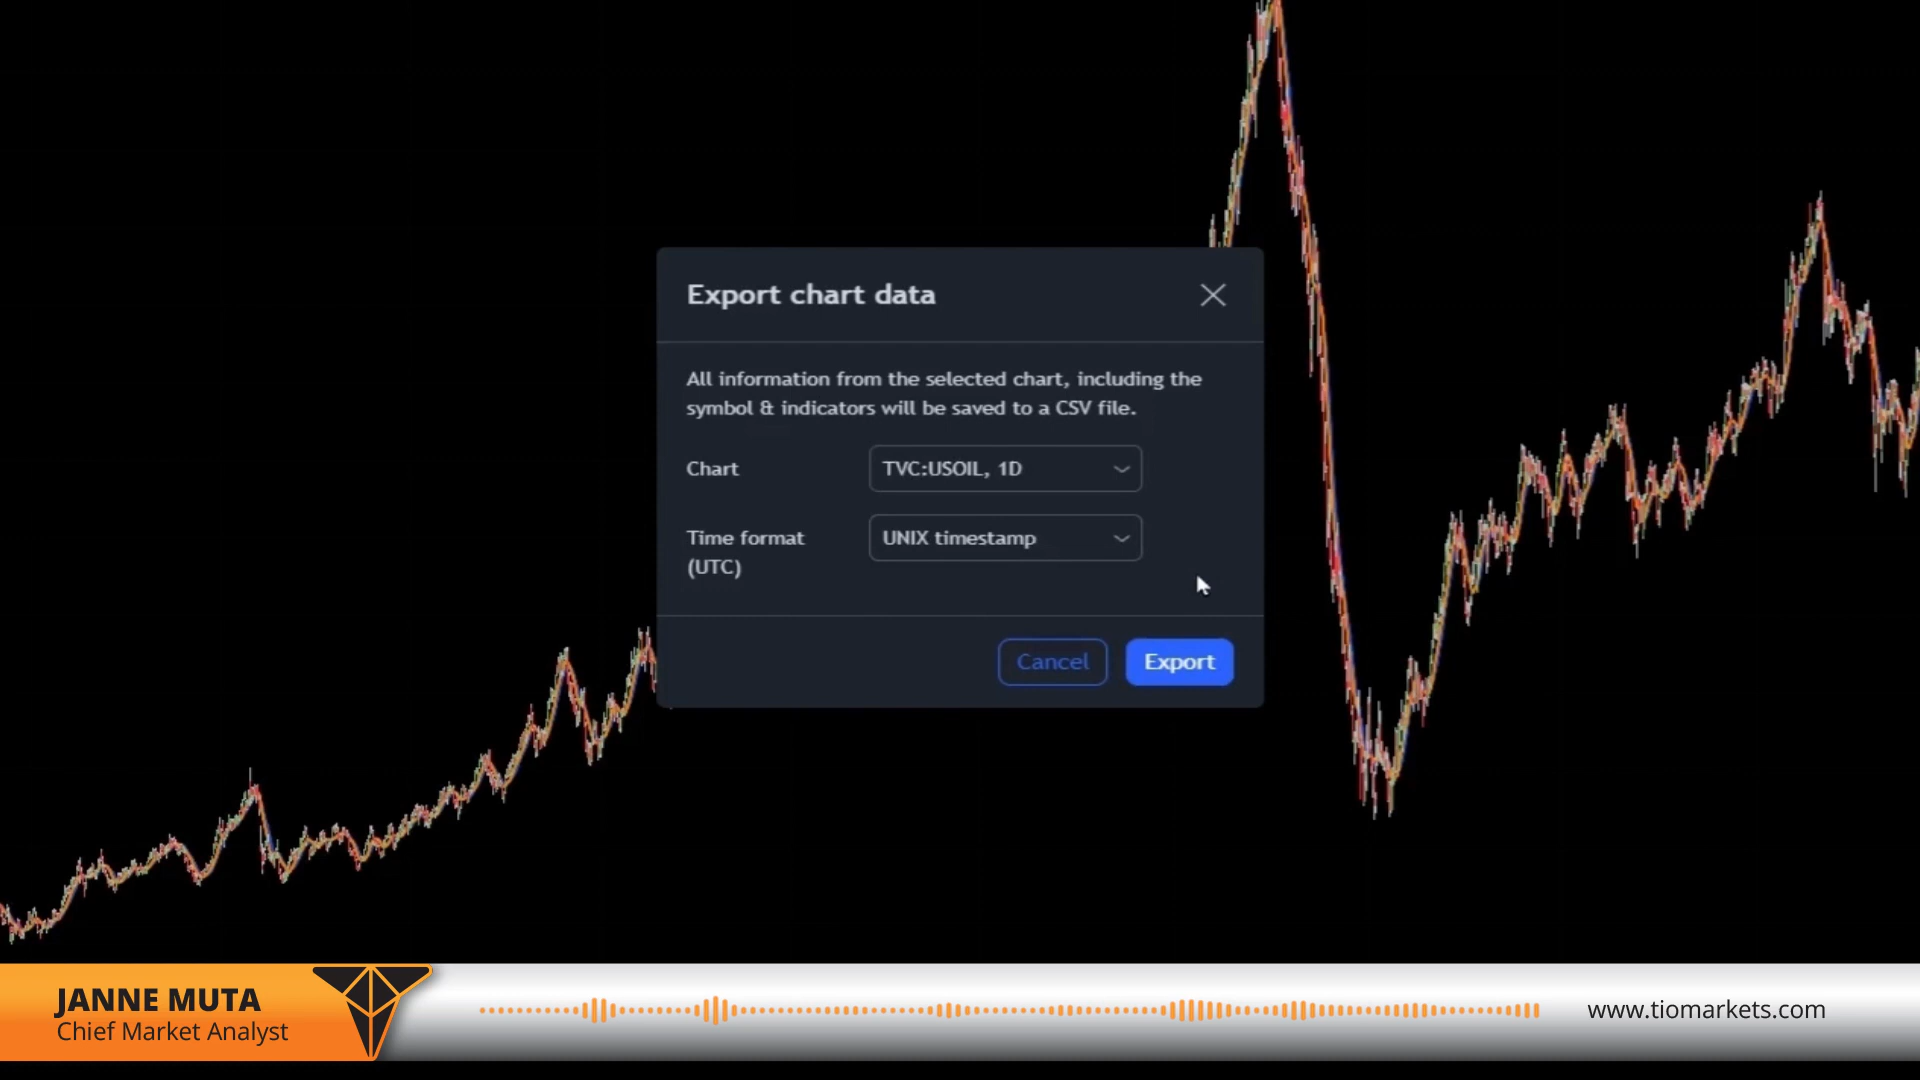 Export chart data
All information from the selected chart, including the
symbol & indicators will be saved to a CSV file.
Chart
TVC:USOIL, 1D
Time format
(UTC)
UNIX timestamp
Cancel
Export
JANNE MUTA
Chief Market Analyst
www.tiomarkets.com